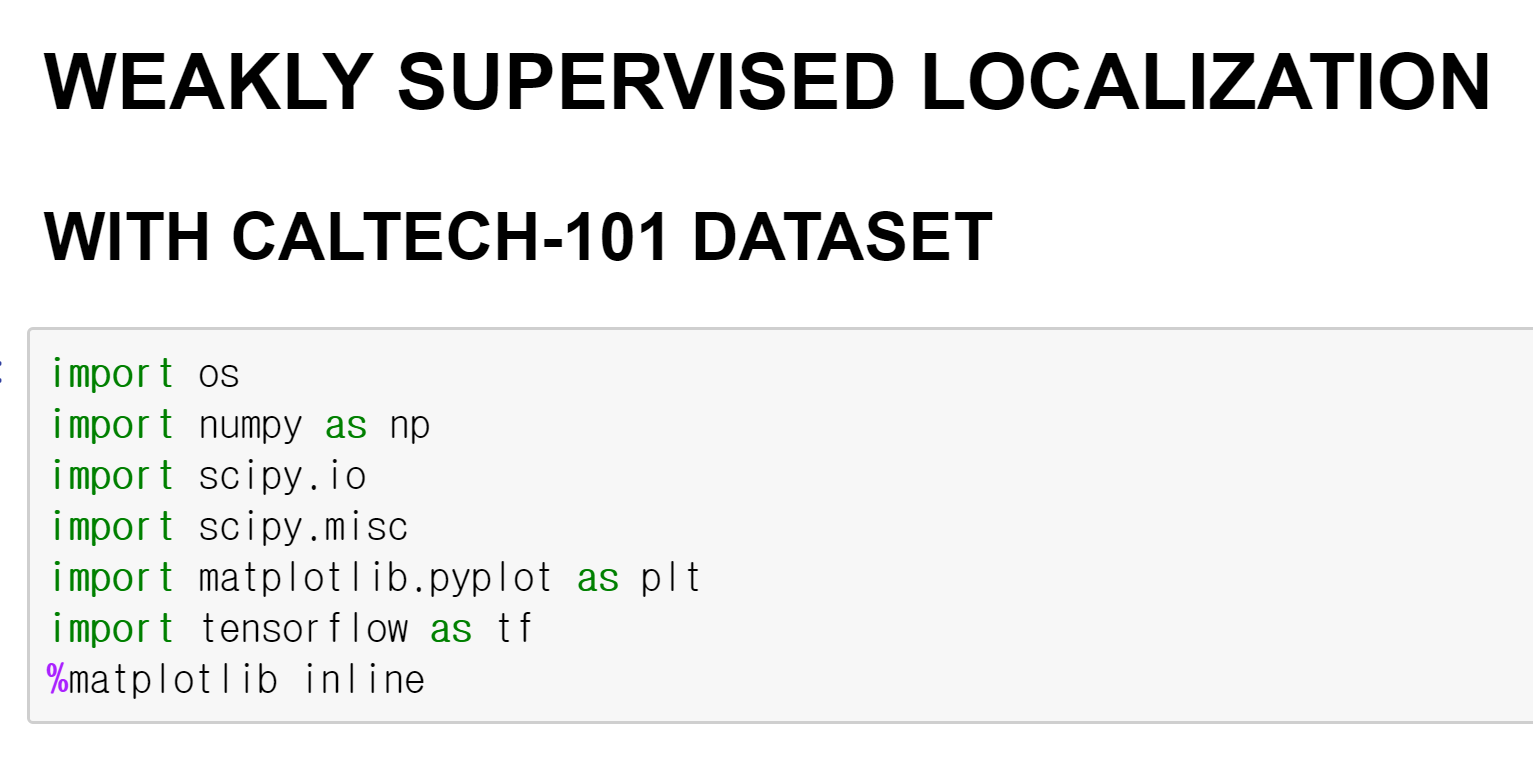 WEAKLY SUPERVISED LOCALIZATION
WITH CALTECH-101 DATASET
import os
import numpy as np
import scipy.io
import scipy.misc
import matplotlib.pyplot as plt
import tensorflow as tf
%matplotlib inline